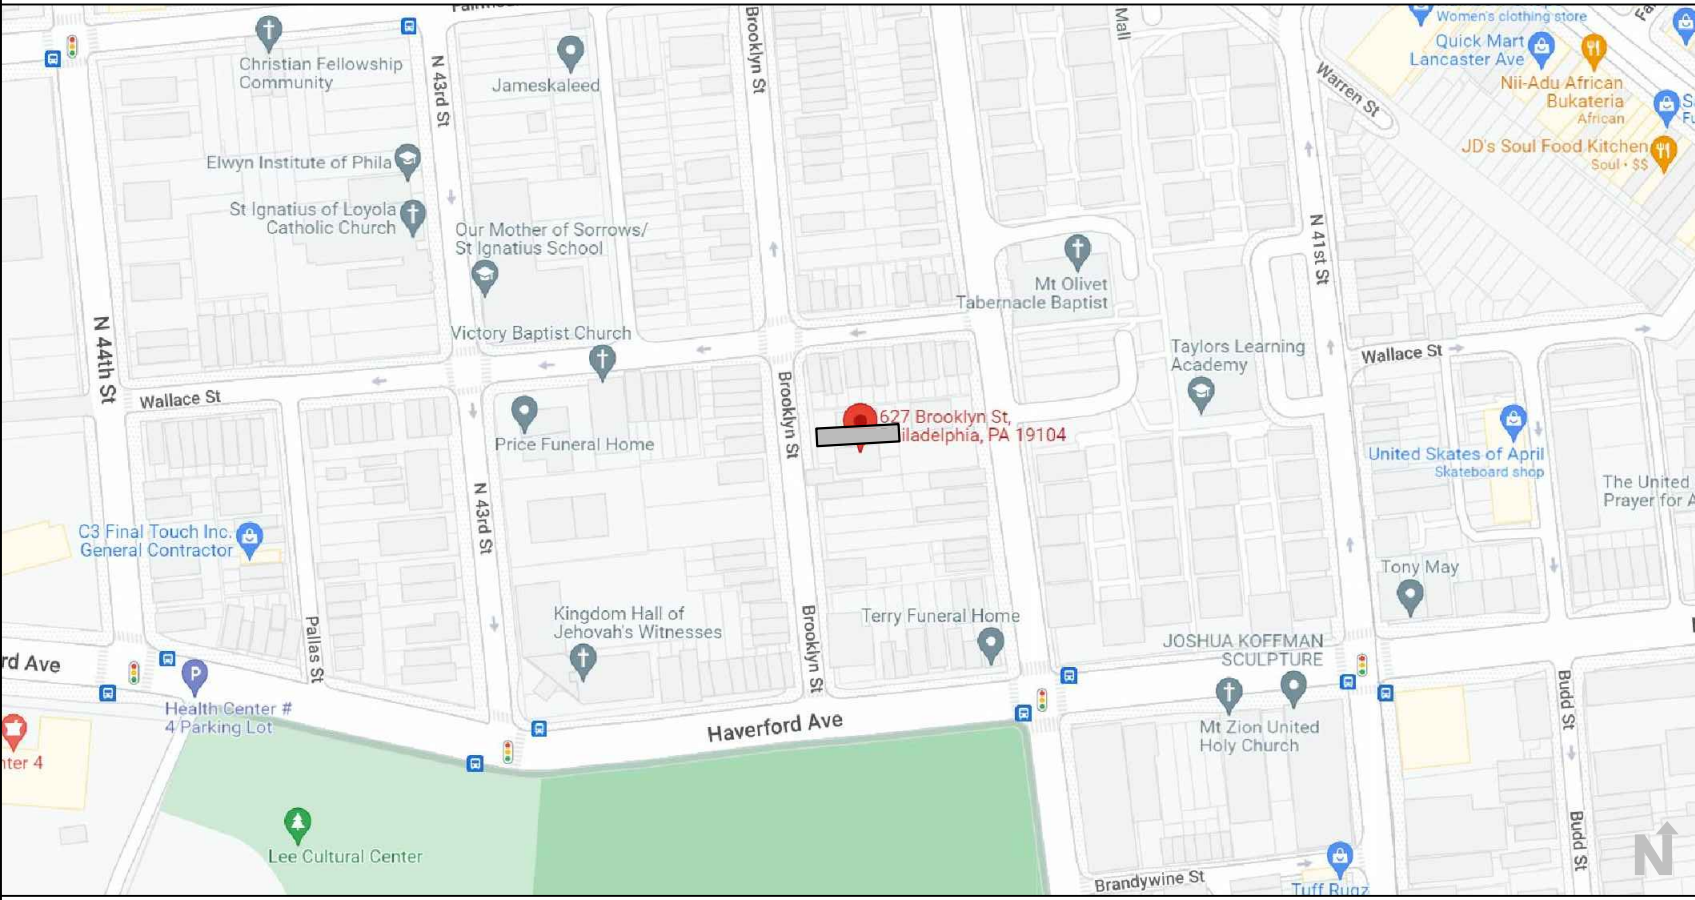 Christian Fellowship
Community
N 43rd St
Jameskaleed
Brooklyn St
Mall
Warren St
Women's clothing store
Quick Mart
Lancaster Ave
Nii-Adu African
Bukateria
African
JD's Soul Food Kitchen
Soul • $$
Elwyn Institute of Phila
St Ignatius of Loyola
Catholic Church
Our Mother of Sorrows/
St Ignatius School
N 41st St
Mt Olivet
Tabernacle Baptist
N 44th St
Victory Baptist Church
Wallace St
Taylors Learning
Academy
Wallace St
Price Funeral Home
Brooklyn St
627 Brooklyn St,
iladelphia, PA 19104
United Skates of April
Skateboard shop
The United
Prayer for
N 43rd St
C3 Final Touch Inc.
General Contractor
Tony May
Kingdom Hall of
Jehovah's Witnesses
Brooklyn St
Terry Funeral Home
Pallas St
JOSHUA KOFFMAN
SCULPTURE
rd Ave
P
Health Center #
4 Parking Lot
Haverford Ave
Mt Zion United
Holy Church
Budd St
nter 4
Lee Cultural Center
Budd St
N
Brandywine St
Tuff Rugz